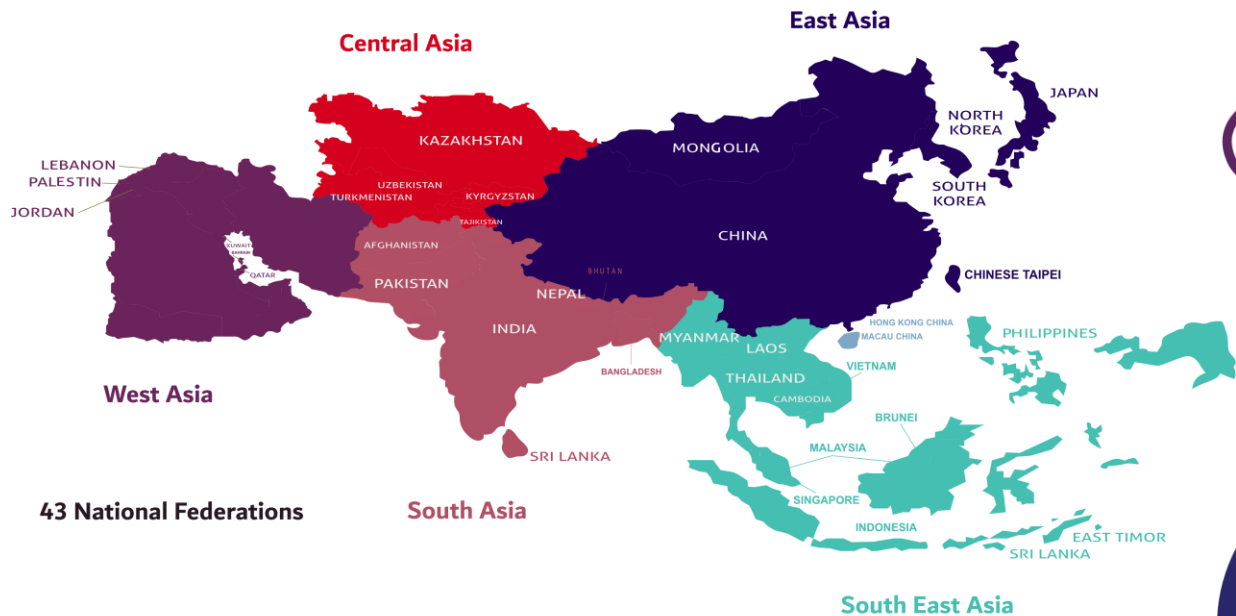 East Asia
Central Asia
JAPAN
NORTH
KOREA
KAZAKHSTAN
MONGOLIA
LEBANON
PALESTIN
UZBEKISTAN
KYRGYZSTAN
TURKMENISTAN
SOUTH
KOREA
JORDAN
TAJIKISTAN
CHINA
KUWAIT
BAHRAIN
AFGHANISTAN
QATAR
BHUTAN
CHINESE TAIPEI
PAKISTAN
NEPAL
INDIA
HONG KONG CHINA
MACAU CHINA
PHILIPPINES
MYANMAR
LAOS
BANGLADESH
VIETNAM
THAILAND
West Asia
CAMBODIA
BRUNEI
MALAYSIA
SRI LANKA
SINGAPORE
43 National Federations
South Asia
INDONESIA
EAST TIMOR
SRI LANKA
South East Asia